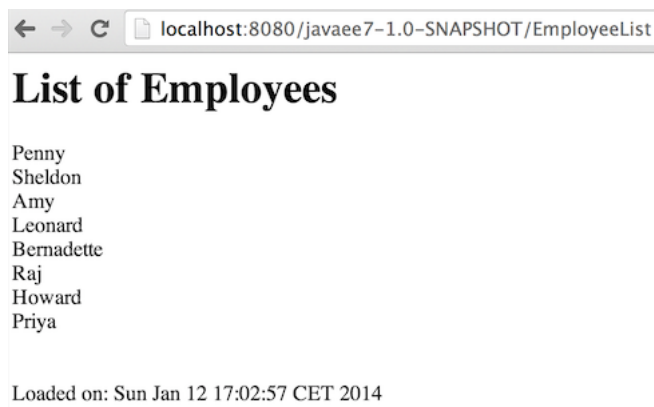 localhost:8080/javaee7-1.0-SNAPSHOT/EmployeeList
List of Employees
Penny
Sheldon
Amy
Leonard
Bernadette
Raj
Howard
Priya
Loaded on: Sun Jan 12 17:02:57 CET 2014